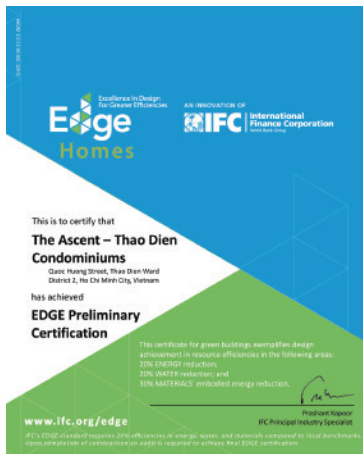 Excellence In Design
For Greater Efficiencies
Edge
Homes
AN INNOVATION OF
IFC
International
Finance Corporation
World Bank Group
This is to certify that
The Ascent – Thao Dien
Condominiums
Quoc Huong Street, Thao Dien Ward
District 2, Ho Chi Minh City, Vietnam
has achieved
EDGE Preliminary
Certification
This certificate for green buildings exemplifies design
achievement in resource efficiencies in the following areas:
20% ENERGY reduction;
20% WATER reduction; and
30% MATERIALS' embodied energy reduction.
Prashant Kapoor
IFC Principal Industry Specialist
www.ifc.org/edge
IFC's EDGE standard requires 20% efficiencies in energy, water, and materials compared to local benchmarks.
Upon completion of construction an audit is required to achieve final EDGE certification.